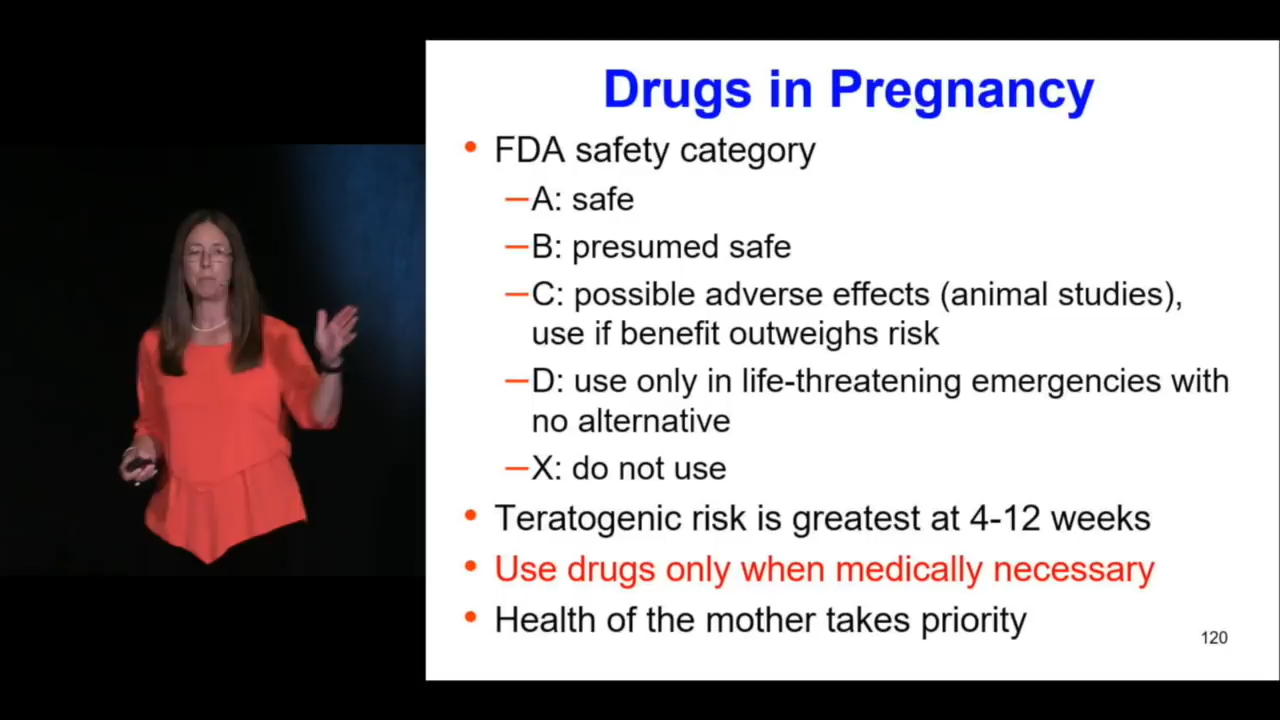 Drugs in Pregnancy
• FDA safety category
–A: safe
–B: presumed safe
–C: possible adverse effects (animal studies),
use if benefit outweighs risk
–D: use only in life-threatening emergencies with
no alternative
–X: do not use
• Teratogenic risk is greatest at 4-12 weeks
• Use drugs only when medically necessary
• Health of the mother takes priority
120